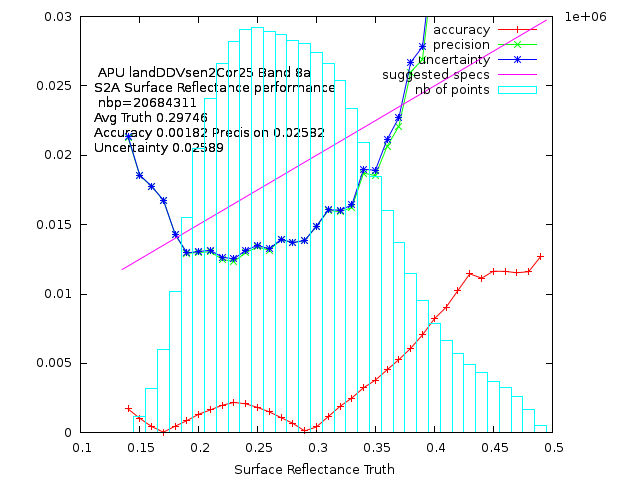 0.03
1e+06
accuracy
precision
uncertainty
suggested specs
nb of points
APU landDDVsen2Cor25 Band 8a
S2A Surface Reflectance performance
nbp=20684311
Avg Truth 0.29746
Accuracy 0.00182 Precision 0.02582
Uncertainty 0.02589
0.025
0.02
0.015
0.01
0.005
0
0.1 0.15 0.2 0.25 0.3 0.35 0.4 0.45 0.5
Surface Reflectance Truth